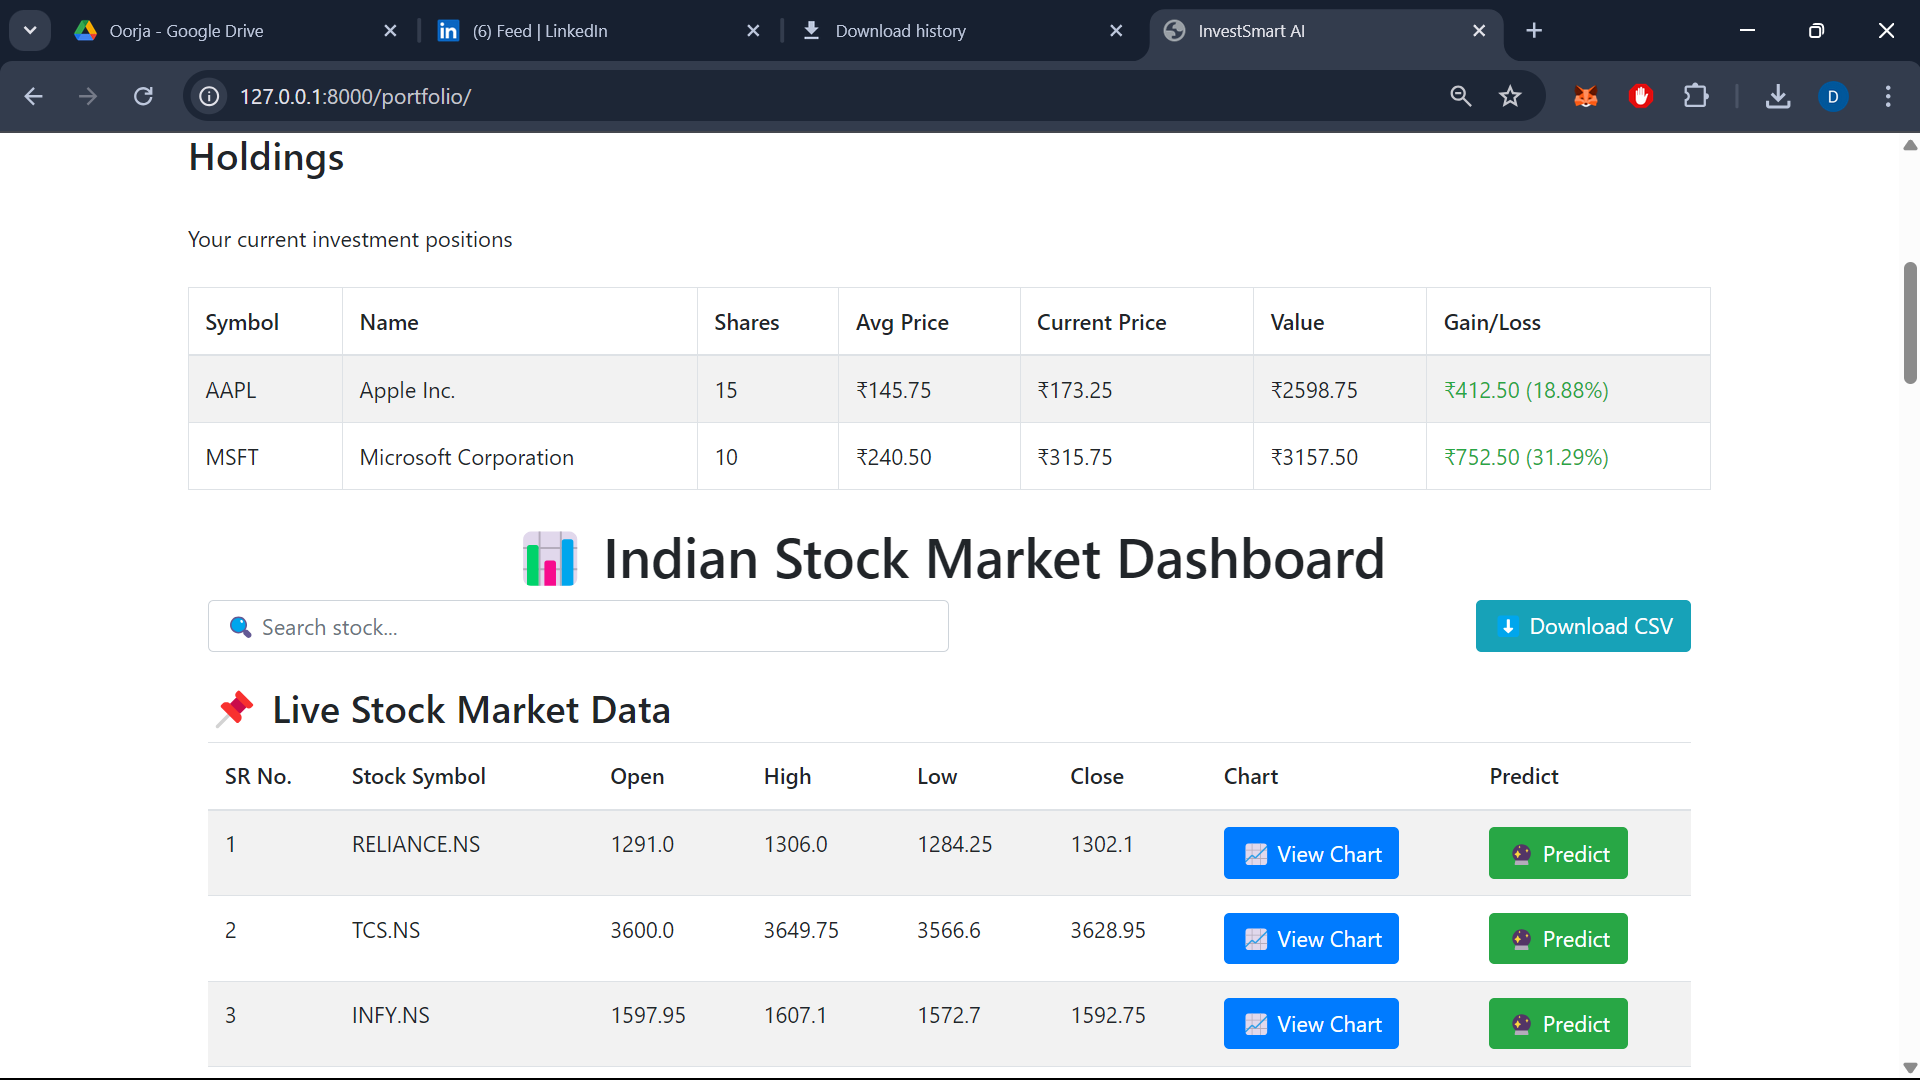 Oorja - Google Drive
in (6) Feed | LinkedIn
Download history
InvestSmart AI
127.0.0.1:8000/portfolio/
D
Holdings
Your current investment positions
Symbol Name Shares Avg Price Current Price Value Gain/Loss
AAPL Apple Inc. 15 ₹145.75 ₹173.25 ₹2598.75 ₹412.50 (18.88%)
MSFT Microsoft Corporation 10 ₹240.50 ₹315.75 ₹3157.50 ₹752.50 (31.29%)
Indian Stock Market Dashboard
Search stock...
Download CSV
Live Stock Market Data
SR No. Stock Symbol Open High Low Close Chart Predict
1 RELIANCE.NS 1291.0 1306.0 1284.25 1302.1 View Chart Predict
2 TCS.NS 3600.0 3649.75 3566.6 3628.95 View Chart Predict
3 INFY.NS 1597.95 1607.1 1572.7 1592.75 View Chart Predict